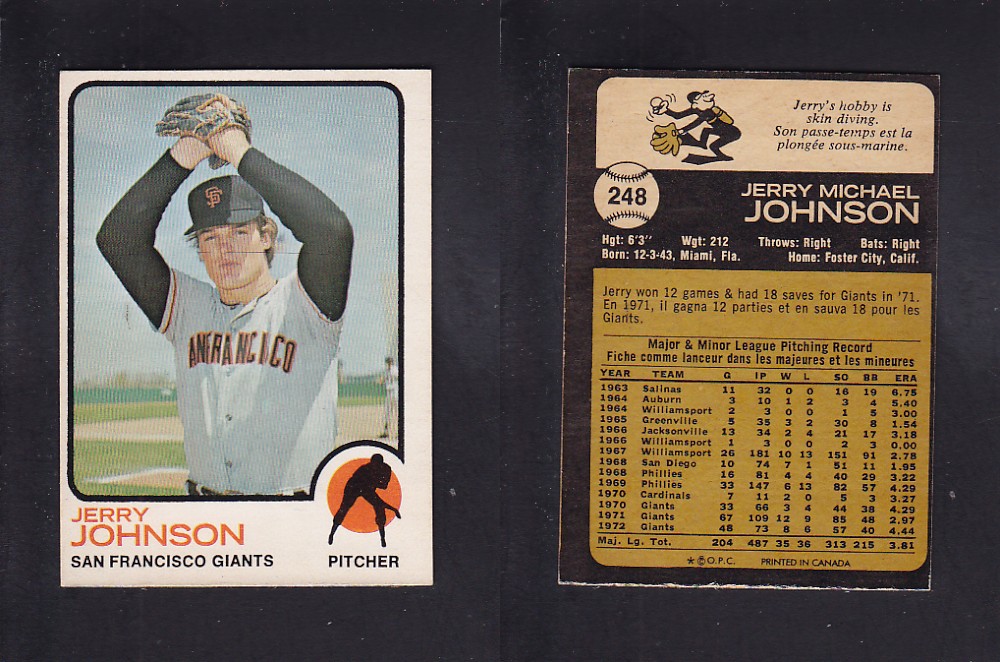 SF
ANFRANCICO
JERRY
JOHNSON
SAN FRANCISCO GIANTS
PITCHER
Jerry's hobby is
skin diving.
Son passe-temps est la
plongée sous-marine.
248
JERRY MICHAEL
JOHNSON
Hgt: 6'3" Wgt: 212 Throws: Right Bats: Right
Born: 12-3-43, Miami, Fla. Home: Foster City, Calif.
Jerry won 12 games & had 18 saves for Giants in '71.
En 1971, il gagna 12 parties et en sauva 18 pour les
Giants.
Major & Minor League Pitching Record
Fiche comme lanceur dans les majeures et les mineures
YEAR TEAM G IP W L SO BB ERA
1963 Salinas 11 32 0 0 16 19 6.75
1964 Auburn 3 10 1 2 3 4 5.40
1964 Williamsport 2 3 0 0 1 5 3.00
1965 Greenville 5 35 3 2 30 8 1.54
1966 Jacksonville 13 34 2 4 21 17 3.18
1966 Williamsport 1 3 0 0 2 3 0.00
1967 Williamsport 26 181 10 13 151 91 2.78
1968 San Diego 10 74 7 1 51 11 1.95
1968 Phillies 16 81 4 4 40 29 3.22
1969 Phillies 33 147 6 13 82 57 4.29
1970 Cardinals 7 11 2 0 5 3 3.27
1970 Giants 33 66 3 4 44 38 4.29
1971 Giants 67 109 12 9 85 48 2.97
1972 Giants 48 73 8 6 57 40 4.44
Maj. Lg. Tot. 204 487 35 36 313 215 3.81
*©O.P.C. PRINTED IN CANADA